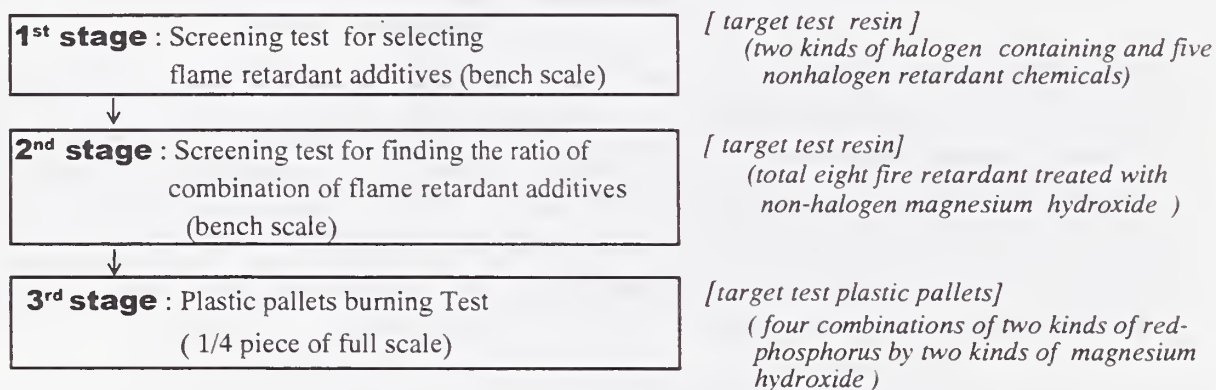 1st stage : Screening test for selecting
flame retardant additives (bench scale)
[ target test resin ]
(two kinds of halogen containing and five
nonhalogen retardant chemicals)
2nd stage : Screening test for finding the ratio of
combination of flame retardant additives
(bench scale)
[ target test resin]
(total eight fire retardant treated with
non-halogen magnesium hydroxide )
3rd stage : Plastic pallets burning Test
( 1/4 piece of full scale)
[target test plastic pallets]
( four combinations of two kinds of red-
phosphorus by two kinds of magnesium
hydroxide )